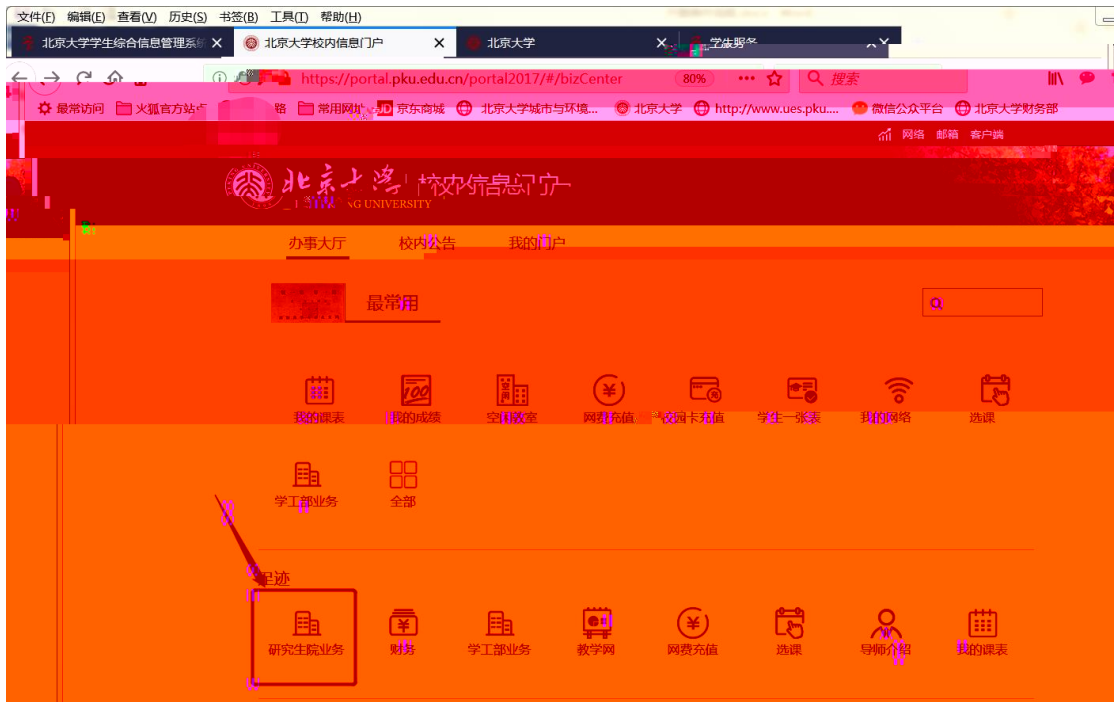 文件(F) 编辑(E) 查看(V) 历史(S) 书签(B) 工具(T) 帮助(H)
北京大学学生综合信息管理系统 北京大学校内信息门户 北京大学
https://portal.pku.edu.cn/portal2017/#/bizCenter 80% 搜索
最常访问 火狐官方站点 常用网址 JD 京东商城 北京大学城市与环境... 北京大学 http://www.ues.pku.... 微信公众平台 北京大学财务部
网络 邮箱 客户端
北京大学 校内信息门户
UNIVERSITY
办事大厅 校内公告 我的门户
最常用
我的课表 我的成绩 空闲教室 网费充值 校园卡充值 学生一张表 我的网络 选课
学工部业务 全部
足迹
研究生院业务 财务 学工部业务 教学网 网费充值 选课 导师介绍 我的课表